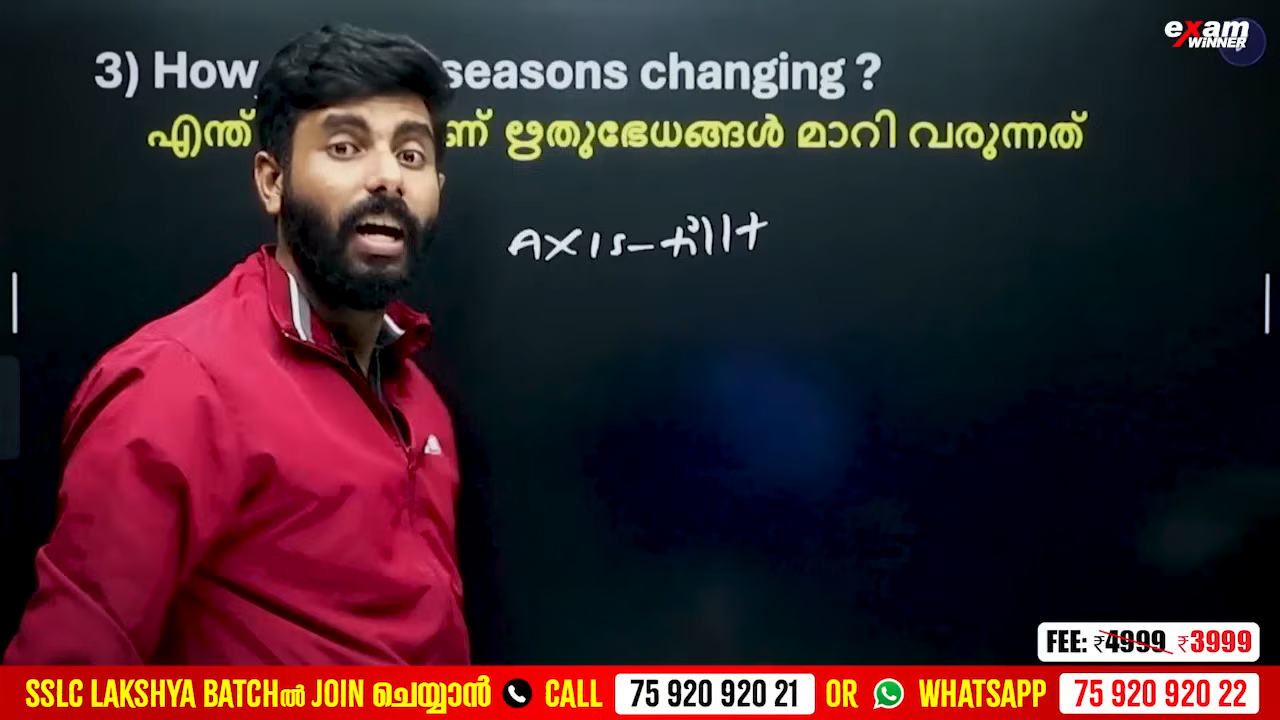 exam
WiNNER
3) How seasons changing ?
എന്ത് ണ് ഋതുഭേധങ്ങൾ മാറി വരുന്നത്
AXIS-tilt
FEE: ₹4999 ₹3999
SSLC LAKSHYA BATCHൽ JOIN ചെയ്യാൻ CALL 75 920 920 21 OR WHATSAPP 75 920 920 22